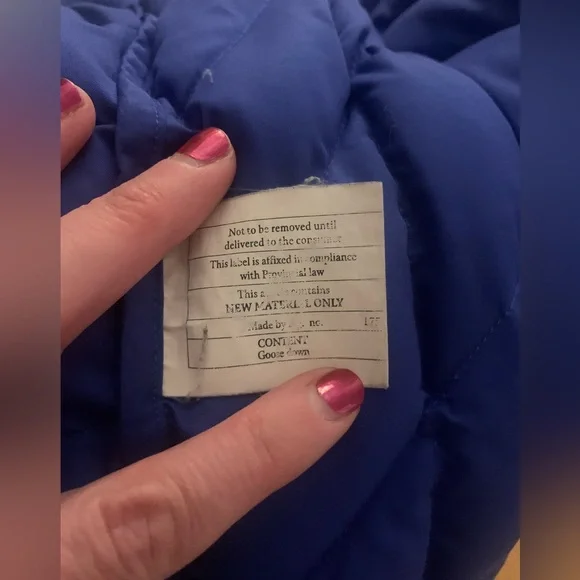 Not to be removed until
delivered to the consumer
This label is affixed in compliance
with Provincial law
This contains
NEW MATERIAL ONLY
Made by no.
CONTENT
Goose down